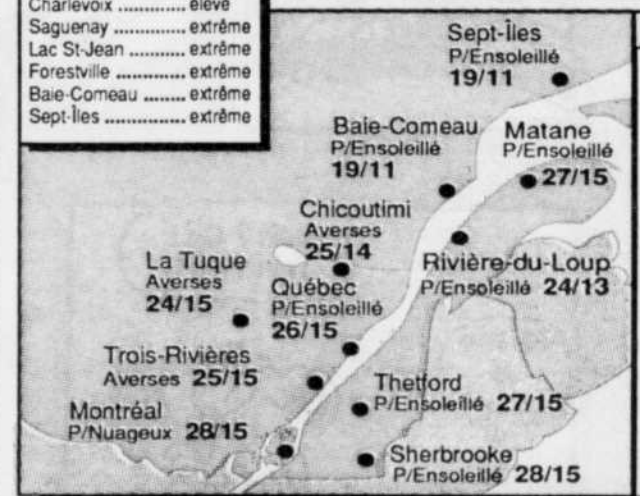 Charlevoix ............ élevé
Saguenay ............ extrême
Lac St-Jean .......... extrême
Forestville ............ extrême
Baie-Comeau ........ extrême
Sept-Îles ............... extrême
Sept-Îles
P/Ensoleillé
19/11
Baie-Comeau
P/Ensoleillé
19/11
Matane
P/Ensoleillé
27/15
Chicoutimi
Averses
25/14
Rivière-du-Loup
P/Ensoleillé 24/13
La Tuque
Averses
24/15
Québec
P/Ensoleillé
26/15
Trois-Rivières
Averses 25/15
Thetford
P/Ensoleillé 27/15
Montréal
P/Nuageux 28/15
Sherbrooke
P/Ensoleillé 28/15